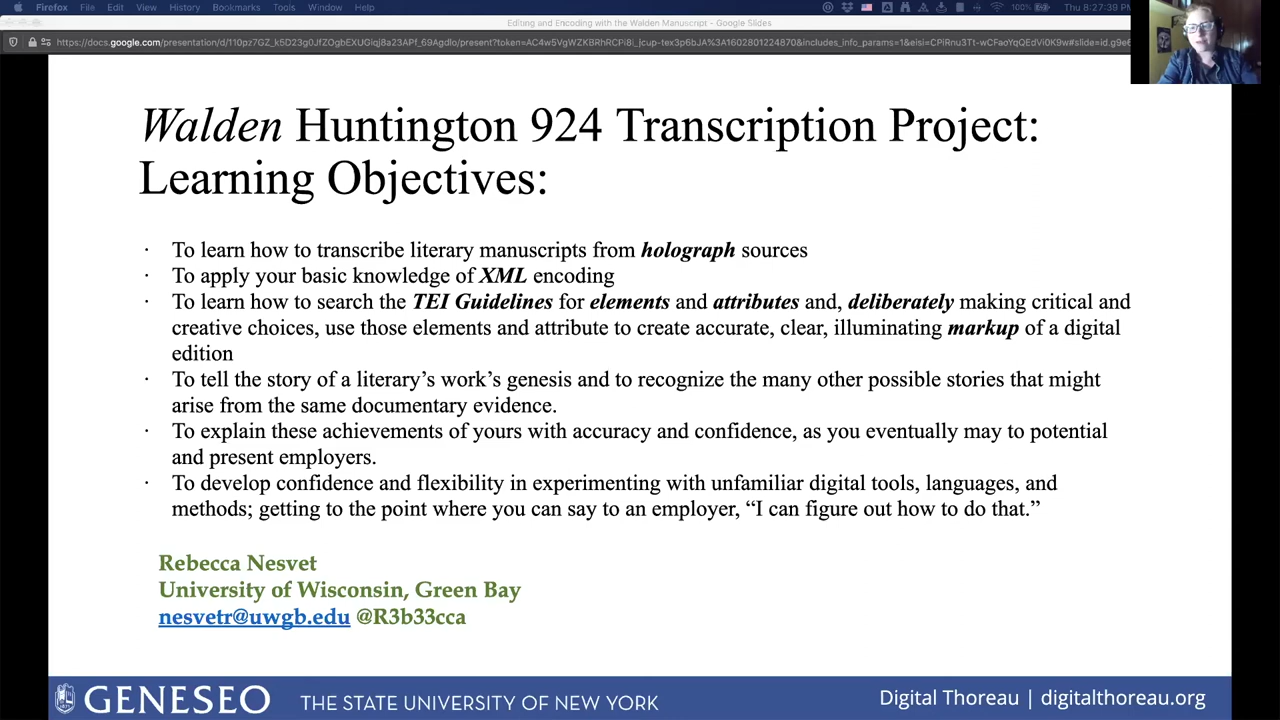 Firefox File Edit View History Bookmarks Tools Window Help 100% Thu 8:27:39 PM
Editing and Encoding with the Walden Manuscript - Google Slides
Walden Huntington 924 Transcription Project:
Learning Objectives:
· To learn how to transcribe literary manuscripts from holograph sources
· To apply your basic knowledge of XML encoding
· To learn how to search the TEI Guidelines for elements and attributes and, deliberately making critical and
creative choices, use those elements and attribute to create accurate, clear, illuminating markup of a digital
edition
· To tell the story of a literary’s work’s genesis and to recognize the many other possible stories that might
arise from the same documentary evidence.
· To explain these achievements of yours with accuracy and confidence, as you eventually may to potential
and present employers.
· To develop confidence and flexibility in experimenting with unfamiliar digital tools, languages, and
methods; getting to the point where you can say to an employer, “I can figure out how to do that.”
Rebecca Nesvet
University of Wisconsin, Green Bay
nesvetr@uwgb.edu @R3b33cca
GENESEO THE STATE UNIVERSITY OF NEW YORK Digital Thoreau | digitalthoreau.org